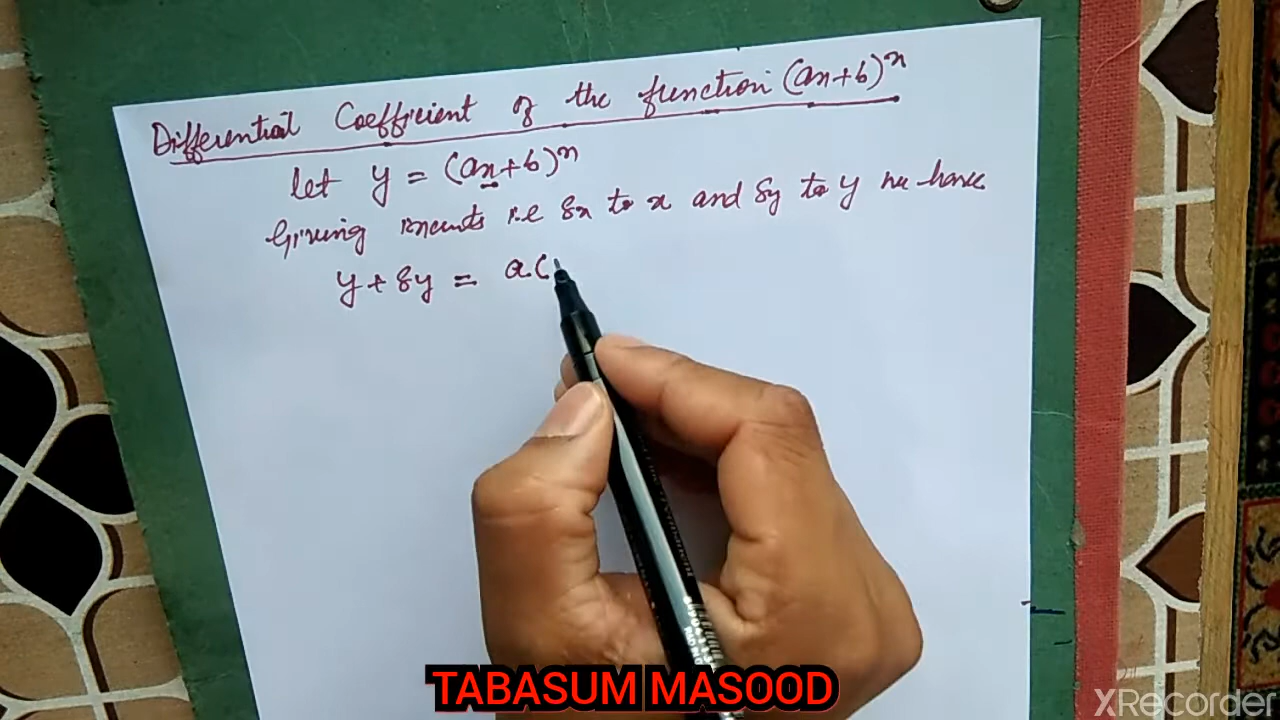 Differential Coefficient of the function (ax+b)^n
let y = (ax+b)^n
Giving i.e δx to x and δy to y we have
y + δy = a(
TABASUM MASOOD
XRecorder